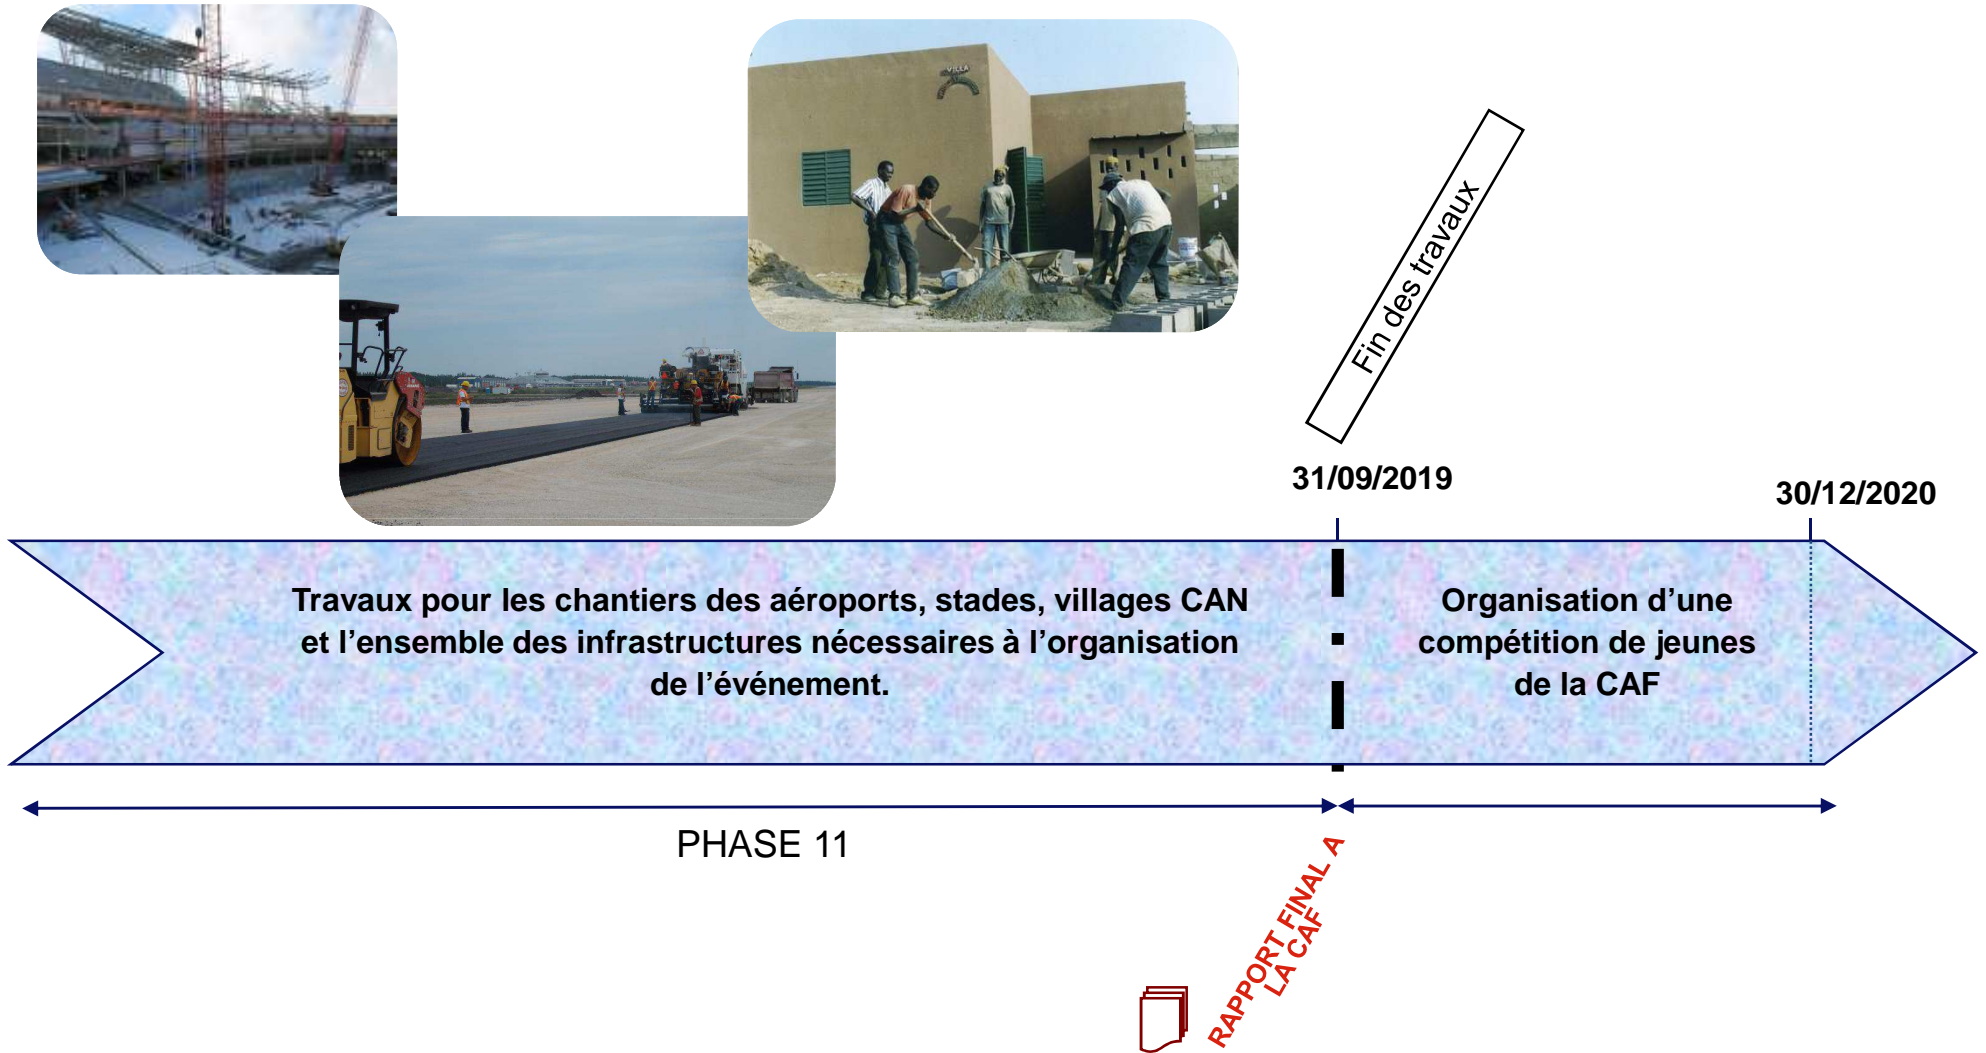 VILLA
Fin des travaux
31/09/2019
30/12/2020
Travaux pour les chantiers des aéroports, stades, villages CAN
et l’ensemble des infrastructures nécessaires à l’organisation
de l’événement.
Organisation d’une
compétition de jeunes
de la CAF
PHASE 11
RAPPORT FINAL A
LA CAF